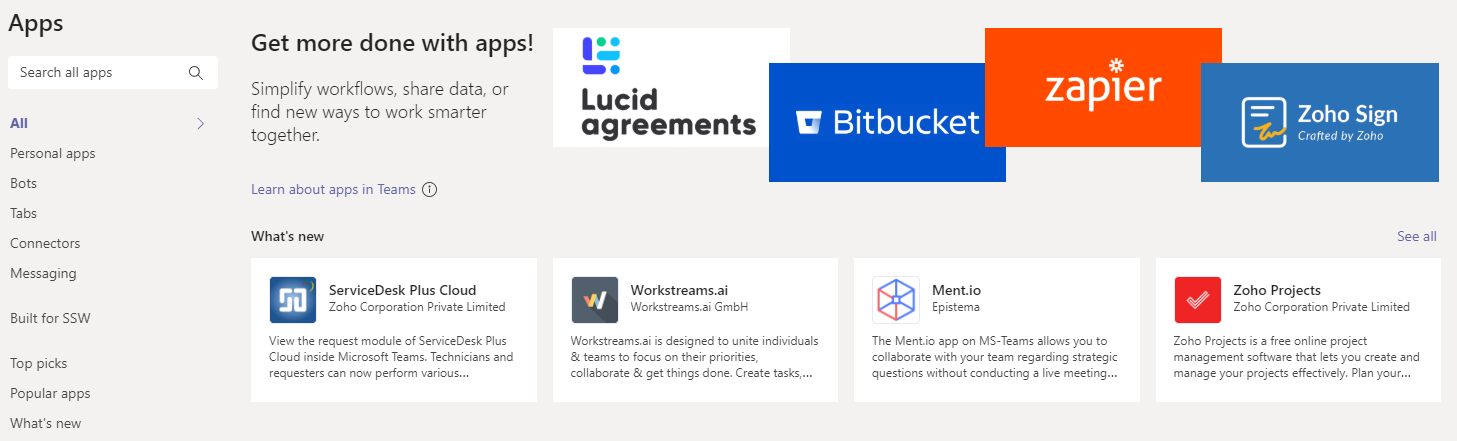 Apps
Search all apps
All
Personal apps
Bots
Tabs
Connectors
Messaging
Built for SSW
Top picks
Popular apps
What's new
Get more done with apps!
Simplify workflows, share data, or
find new ways to work smarter
together.
Learn about apps in Teams
Lucid
agreements
Bitbucket
zapier
Zoho Sign
Crafted by Zoho
What's new
See all
ServiceDesk Plus Cloud
Zoho Corporation Private Limited
View the request module of ServiceDesk Plus
Cloud inside Microsoft Teams. Technicians and
requesters can now perform various...
Workstreams.ai
Workstreams.ai GmbH
Workstreams.ai is designed to unite individuals
& teams to focus on their priorities,
collaborate & get things done. Create tasks,...
Ment.io
Epistema
The Ment.io app on MS-Teams allows you to
collaborate with your team regarding strategic
questions without conducting a live meeting...
Zoho Projects
Zoho Corporation Private Limited
Zoho Projects is a free online project
management software that lets you create and
manage your projects effectively. Plan your...